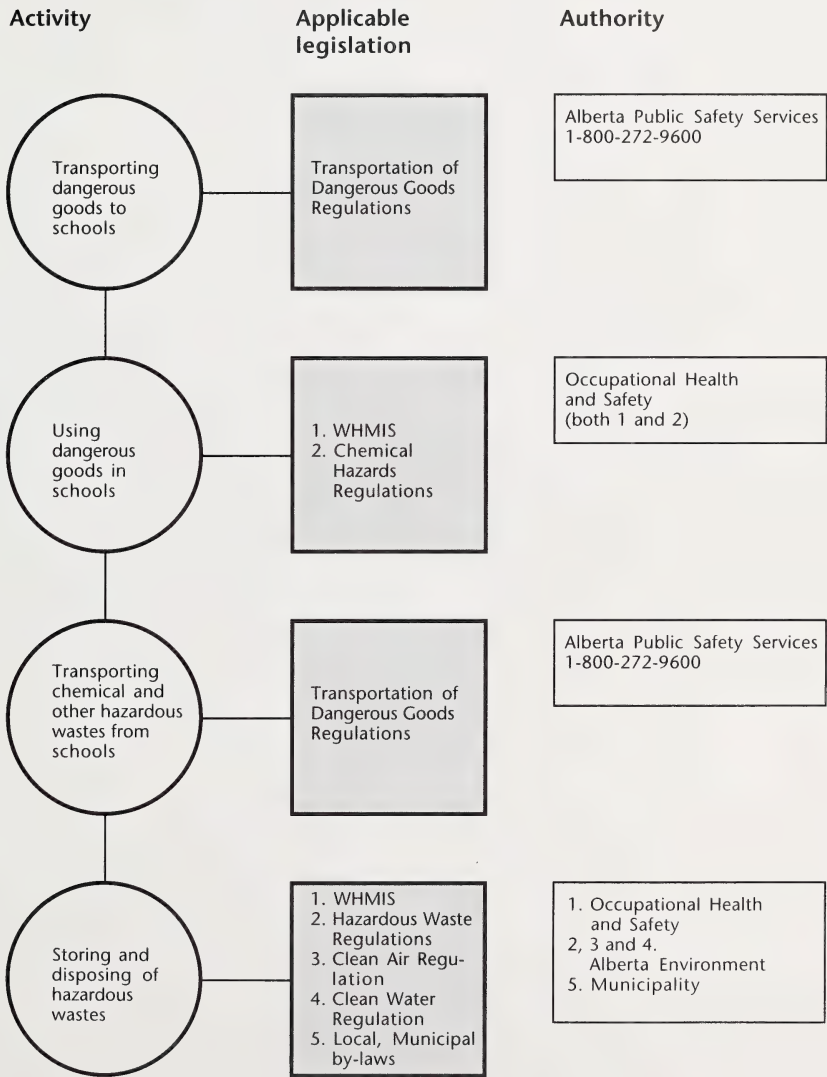 Activity
Applicable
legislation
Authority
Transporting
dangerous
goods to
schools
Transportation of
Dangerous Goods
Regulations
Alberta Public Safety Services
1-800-272-9600
Using
dangerous
goods in
schools
1. WHMIS
2. Chemical
Hazards
Regulations
Occupational Health
and Safety
(both 1 and 2)
Transporting
chemical and
other hazardous
wastes from
schools
Transportation of
Dangerous Goods
Regulations
Alberta Public Safety Services
1-800-272-9600
Storing and
disposing of
hazardous
wastes
1. WHMIS
2. Hazardous Waste
Regulations
3. Clean Air Regu-
lation
4. Clean Water
Regulation
5. Local, Municipal
by-laws
1. Occupational Health
and Safety
2, 3 and 4.
Alberta Environment
5. Municipality